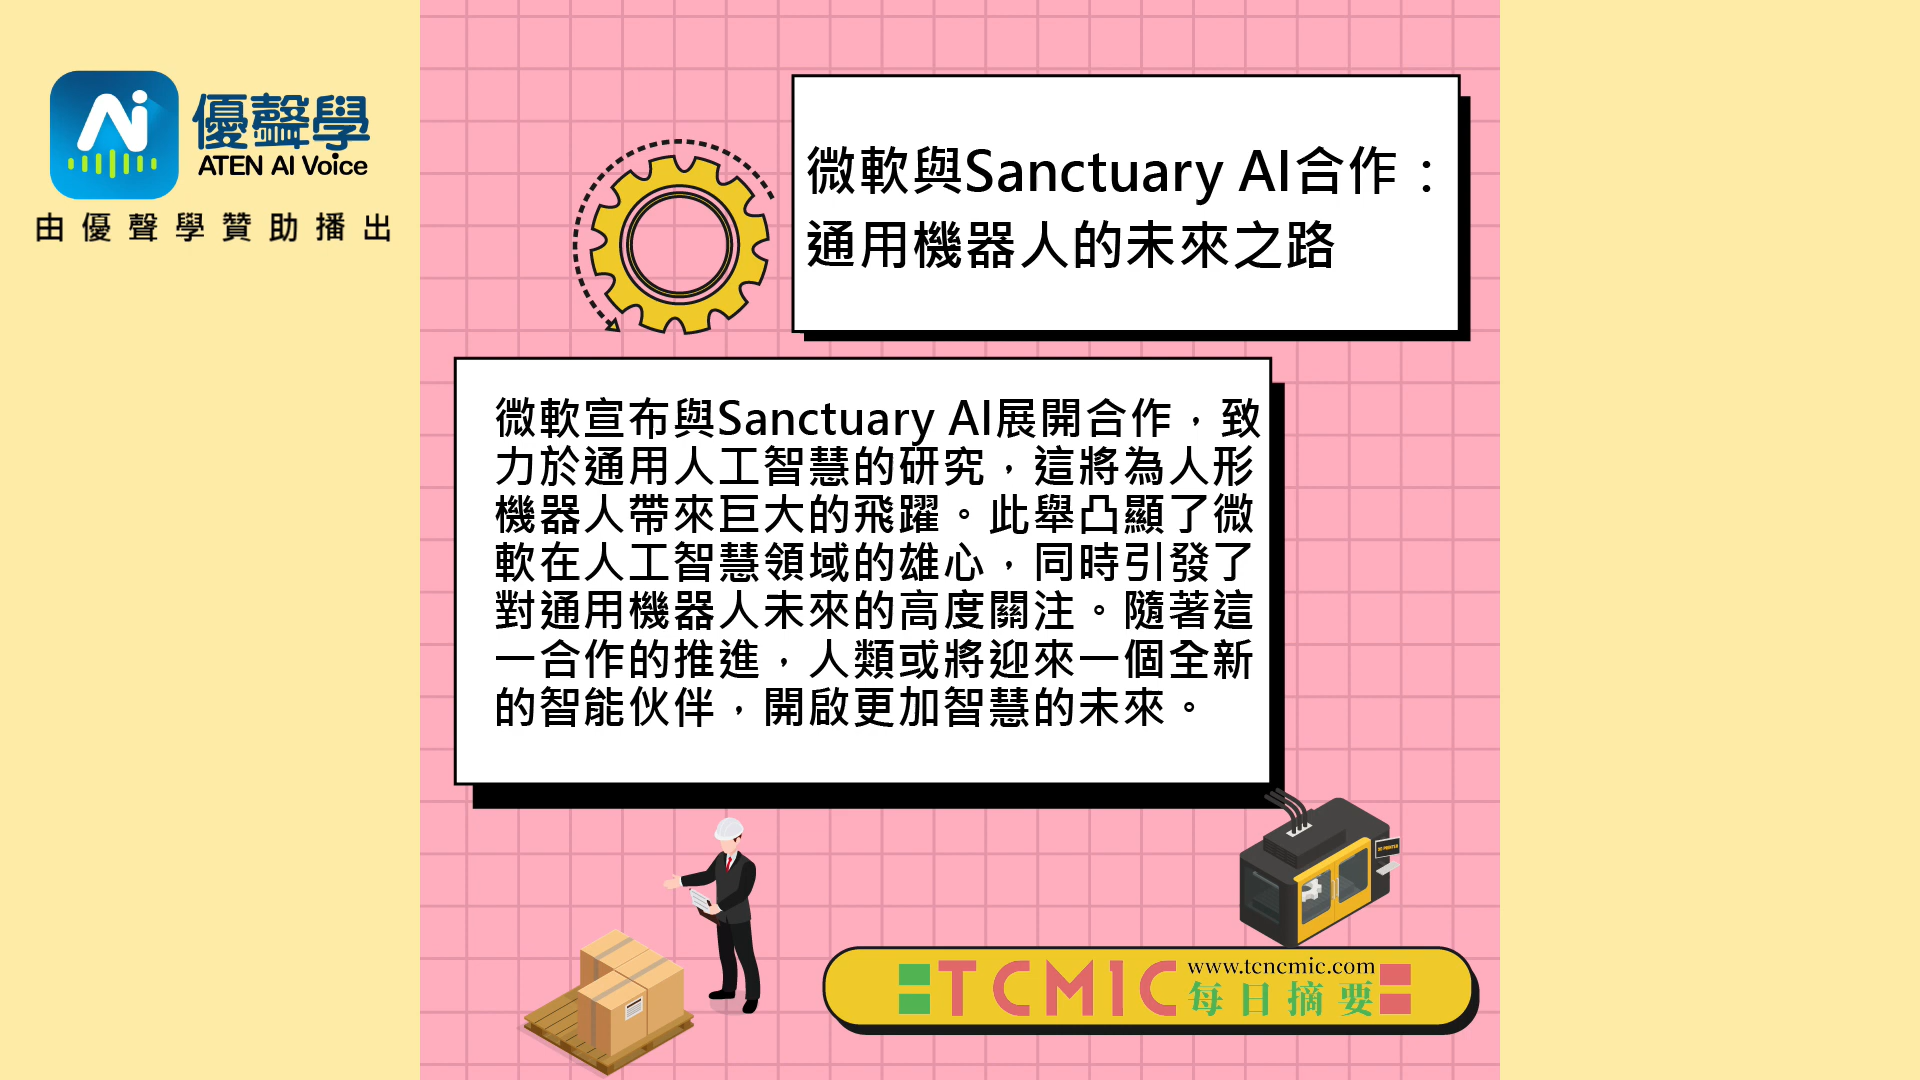 Ai
優聲學
ATEN AI Voice
由優聲學贊助播出
微軟與Sanctuary AI合作：
通用機器人的未來之路
微軟宣布與Sanctuary AI展開合作，致
力於通用人工智慧的研究，這將為人形
機器人帶來巨大的飛躍。此舉凸顯了微
軟在人工智慧領域的雄心，同時引發了
對通用機器人未來的高度關注。隨著這
一合作的推進，人類或將迎來一個全新
的智能伙伴，開啟更加智慧的未來。
TCMIC
www.tcncmic.com
每日摘要